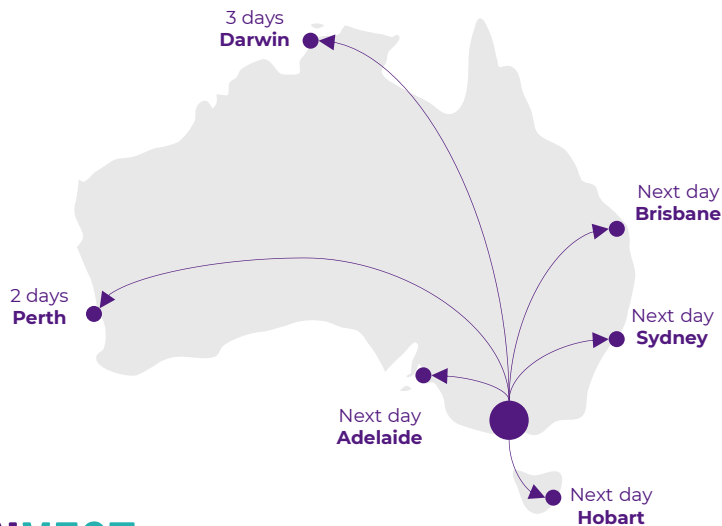 3 days
Darwin
Next day
Brisbane
2 days
Perth
Next day
Sydney
Next day
Adelaide
Next day
Hobart